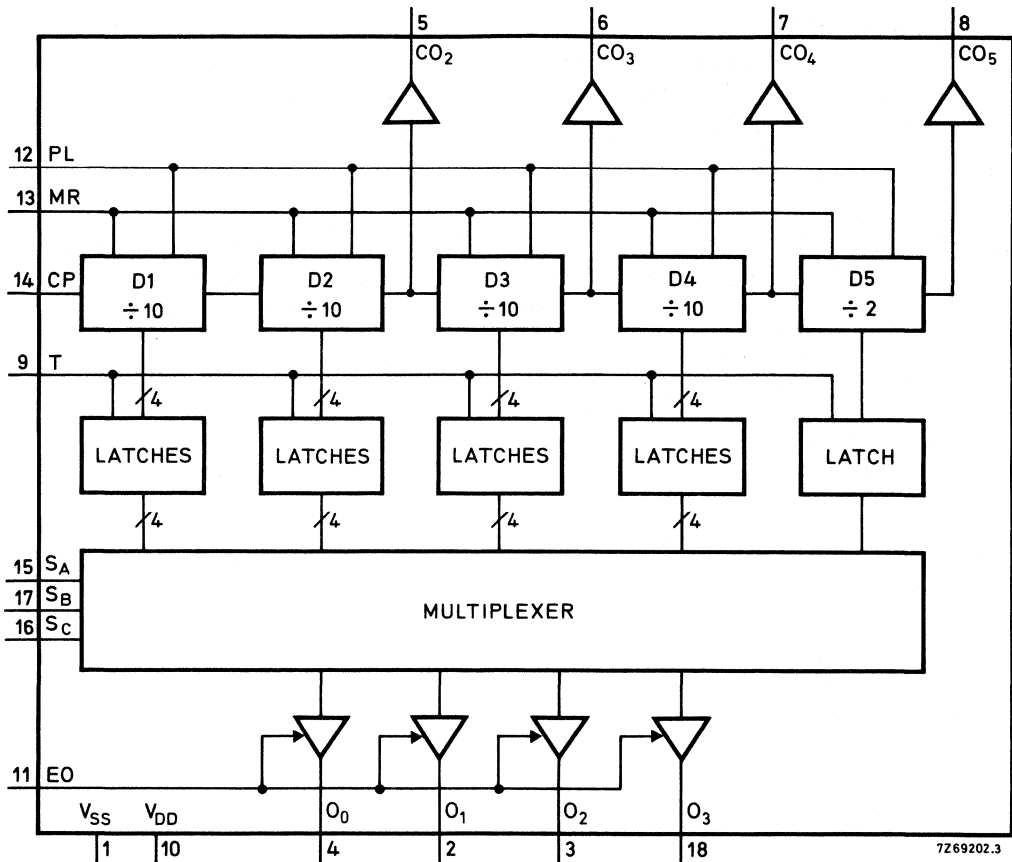 5 6 7 8
CO2 CO3 CO4 CO5
12 PL
13 MR
14 CP
D1 ÷10
D2 ÷10
D3 ÷10
D4 ÷10
D5 ÷2
9 T
4 4 4 4
LATCHES LATCHES LATCHES LATCHES LATCH
4 4 4 4
15 SA
17 SB
16 SC
MULTIPLEXER
11 EO
VSS VDD O0 O1 O2 O3
1 10 4 2 3 18
7Z69202.3